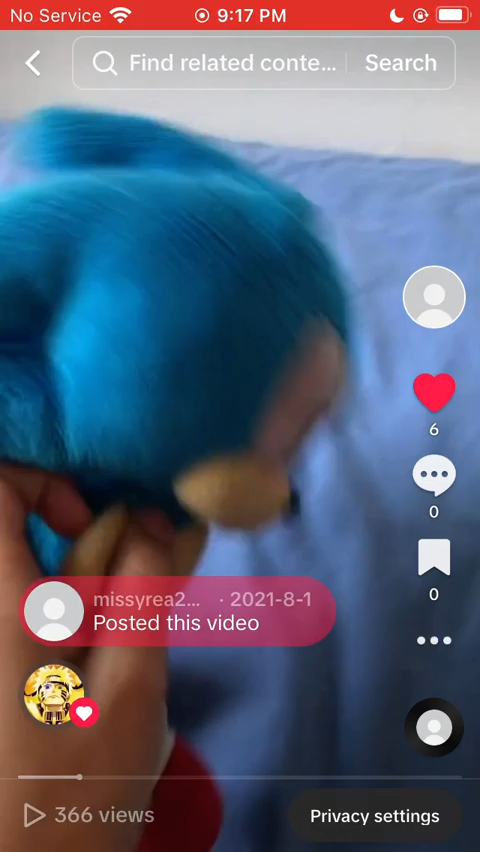 No Service 9:17 PM
Find related conte... Search
6
0
0
missyrea2... · 2021-8-1
Posted this video
366 views
Privacy settings